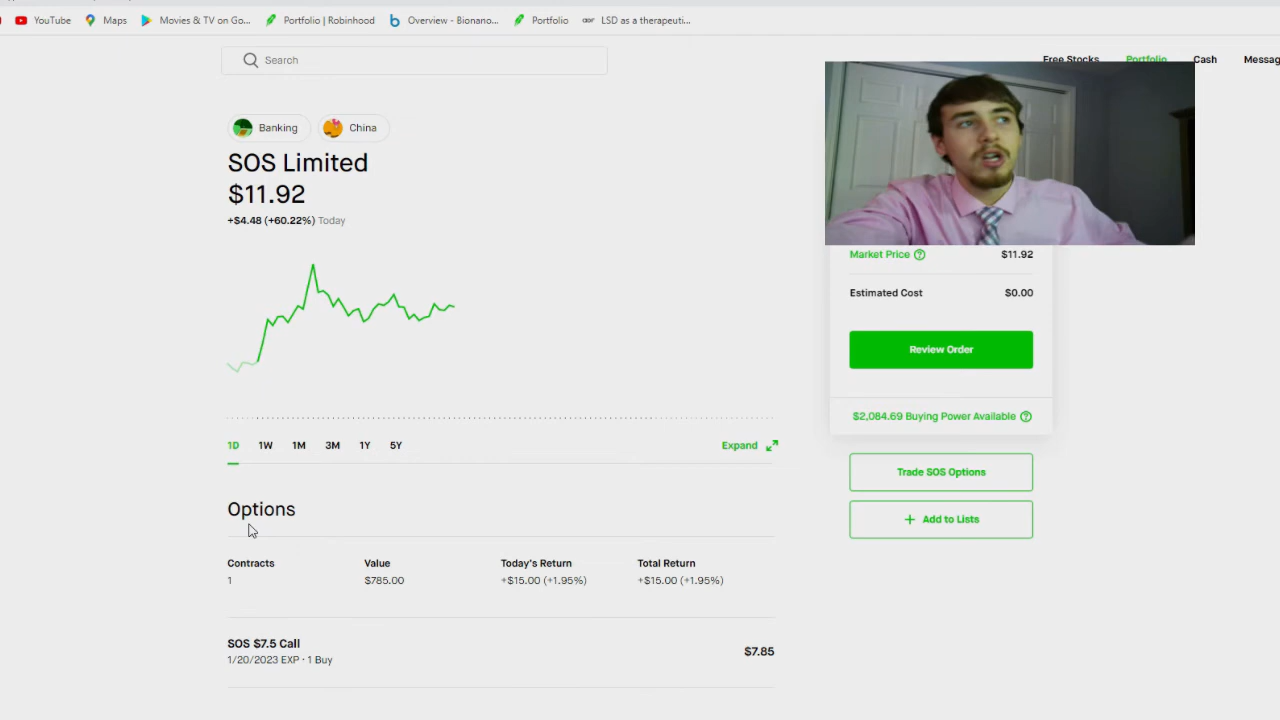 YouTube Maps Movies & TV on Go... Portfolio | Robinhood Overview - Bionano... Portfolio LSD as a therapeuti...
Search
Free Stocks Portfolio Cash Messag
Banking China
SOS Limited
$11.92
+$4.48 (+60.22%) Today
Market Price $11.92
Estimated Cost $0.00
Review Order
$2,084.69 Buying Power Available
1D 1W 1M 3M 1Y 5Y Expand
Trade SOS Options
+ Add to Lists
Options
Contracts Value Today's Return Total Return
1 $785.00 +$15.00 (+1.95%) +$15.00 (+1.95%)
SOS $7.5 Call
1/20/2023 EXP · 1 Buy
$7.85